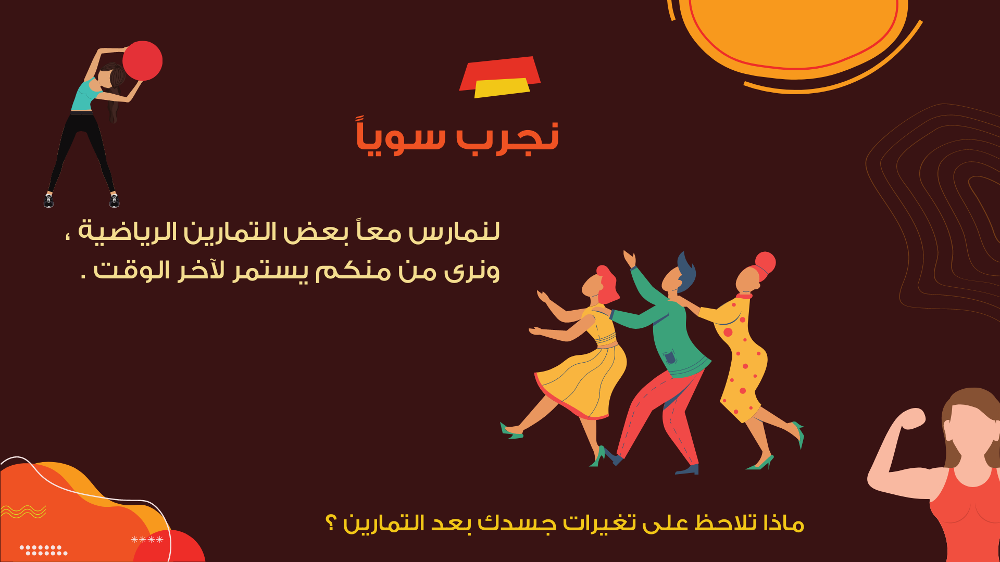 نجرب سوياً
لنمارس معاً بعض التمارين الرياضية ،
ونرى من منكم يستمر لآخر الوقت .
ماذا تلاحظ على تغيرات جسدك بعد التمارين ؟